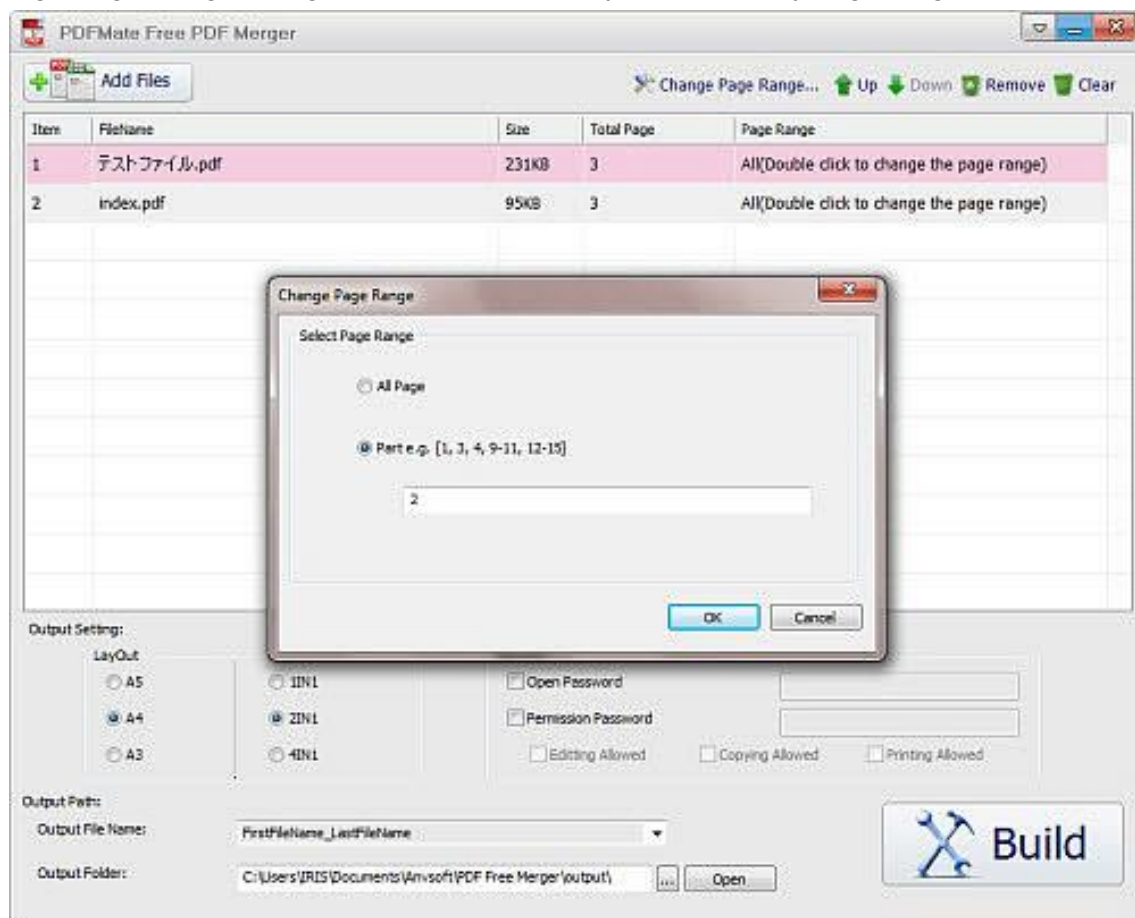 PDFMate Free PDF Merger
Add Files Change Page Range... Up Down Remove Clear
Item FileName Size Total Page Page Range
1 テストファイル.pdf 231KB 3 All(Double click to change the page range)
2 index.pdf 95KB 3 All(Double click to change the page range)
Change Page Range
Select Page Range
All Page
Part e.g. [1, 3, 4, 9-11, 12-15]
2
OK Cancel
Output Setting:
LayOut
A5 1IN1 Open Password
A4 2IN1 Permission Password
A3 4IN1 Editting Allowed Copying Allowed Printing Allowed
Output Path:
Output File Name: FirstFileName_LastFileName
Build
Output Folder: C:\Users\IRIS\Documents\Anvsoft\PDF Free Merger\output\ ... Open